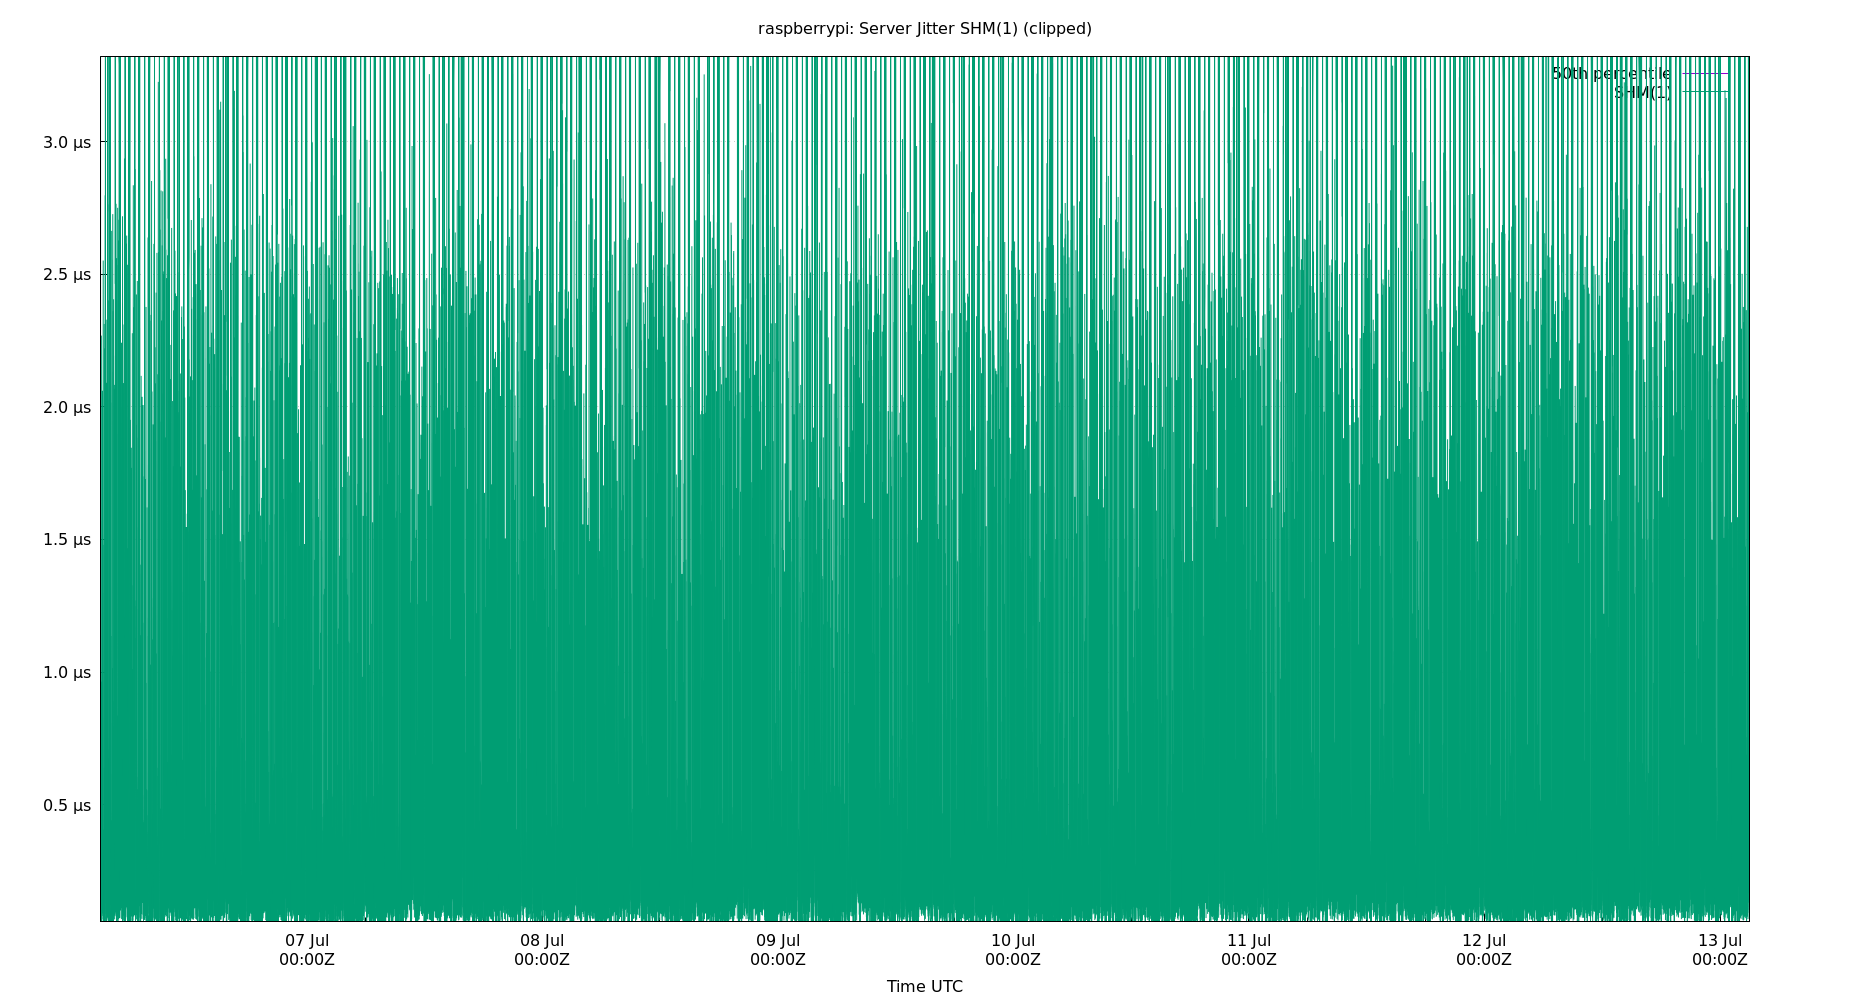 raspberrypi: Server Jitter SHM(1) (clipped)
50th percentile
SHM(1)
3.0 μs
2.5 μs
2.0 μs
1.5 μs
1.0 μs
0.5 μs
07 Jul 08 Jul 09 Jul 10 Jul 11 Jul 12 Jul 13 Jul
00:00Z 00:00Z 00:00Z 00:00Z 00:00Z 00:00Z 00:00Z
Time UTC